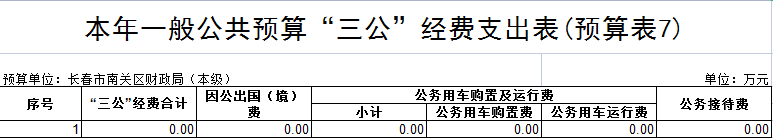 本年一般公共预算“三公”经费支出表(预算表7)
预算单位：长春市南关区财政局（本级） 单位：万元
序号 “三公”经费合计 因公出国（境）费 公务用车购置及运行费 公务接待费
小计 公务用车购置费 公务用车运行费
1 0.00 0.00 0.00 0.00 0.00 0.00